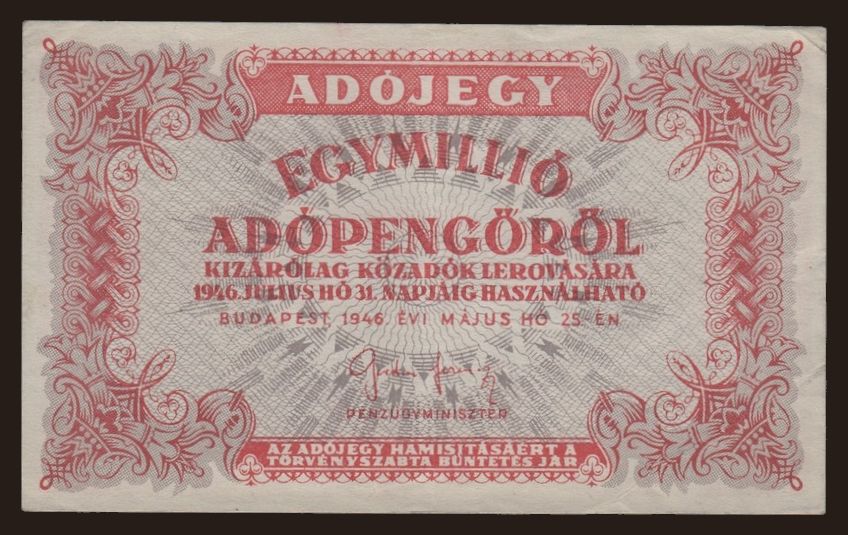 ADÓJEGY
EGYMILLIÓ
ADÓPENGŐRŐL
KIZÁRÓLAG KÖZADÓK LEROVÁSÁRA
1946. JULIUS HÓ 31. NAPJÁIG HASZNÁLHATÓ
BUDAPEST, 1946. ÉVI MÁJUS HÓ 25.-ÉN
PÉNZÜGYMINISZTER
AZ ADÓJEGY HAMISITÁSÁÉRT A
TÖRVÉNYSZABTA BÜNTETÉS JÁR